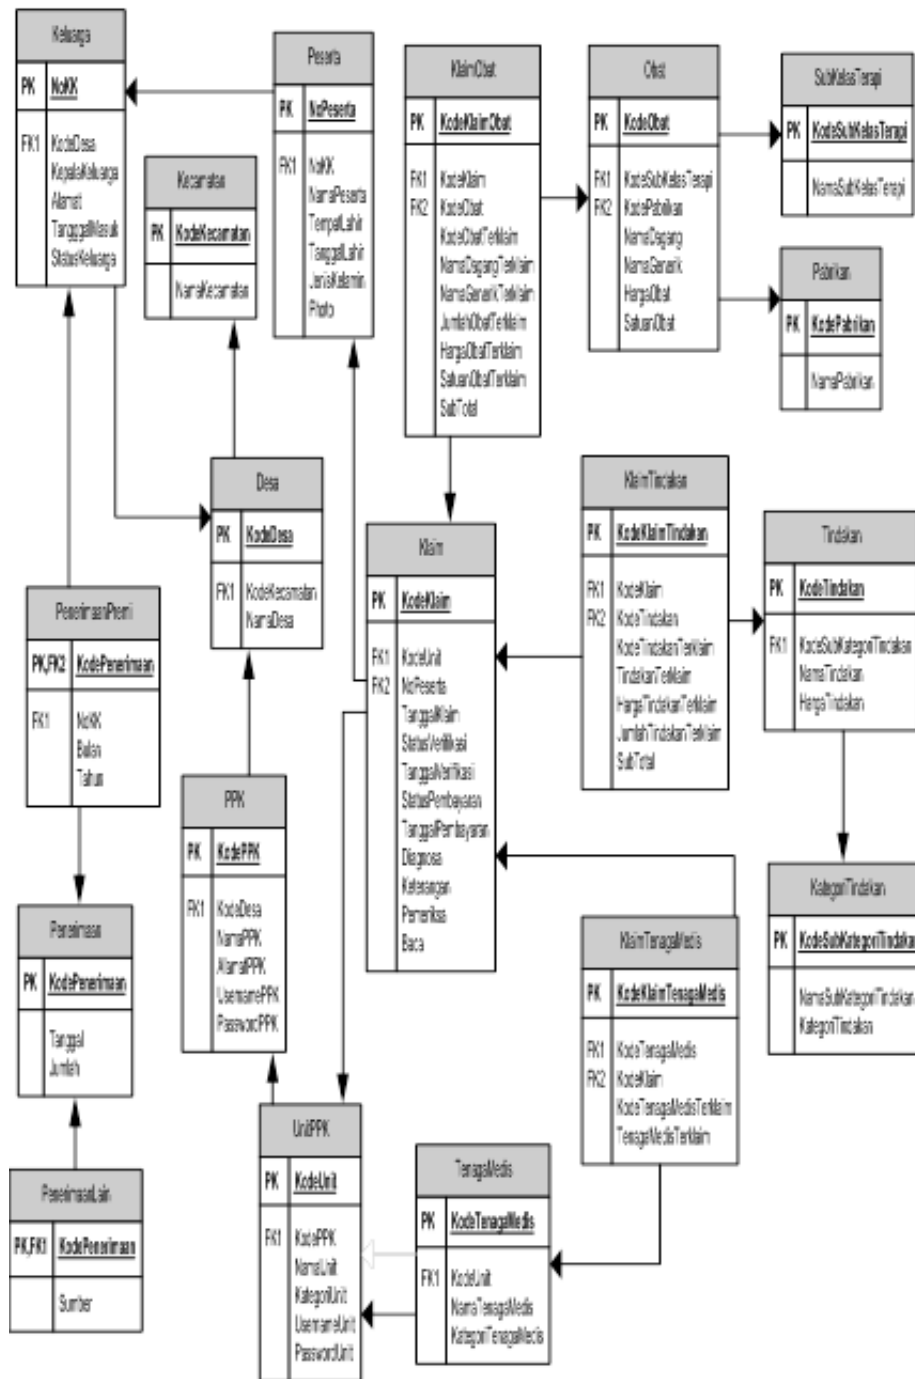 Keluarga
PK NoKK
FK1 KodeDesa
KepalaKeluarga
Alamat
TangggalMasuk
StatusKeluarga
Peserta
PK NoPeserta
FK1 NoKK
NamaPeserta
TempatLahir
TanggalLahir
JenisKelamin
Photo
Kecamatan
PK KodeKecamatan
NamaKecamatan
KlaimObat
PK KodeKlaimObat
FK1 KodeKlaim
FK2 KodeObat
KodeObatTerklaim
NamaDagangTerklaim
NamaGenerikTerklaim
JumlahObatTerklaim
HargaObatTerklaim
SatuanObatTerklaim
SubTotal
Obat
PK KodeObat
FK1 KodeSubKelasTerapi
FK2 KodePabrikan
NamaDagang
NamaGenerik
HargaObat
SatuanObat
SubKelasTerapi
PK KodeSubKelasTerapi
NamaSubKelasTerapi
Pabrikan
PK KodePabrikan
NamaPabrikan
Desa
PK KodeDesa
FK1 KodeKecamatan
NamaDesa
Klaim
PK KodeKlaim
FK1 KodeUnit
FK2 NoPeserta
TanggalKlaim
StatusVerifikasi
TanggalVerifikasi
StatusPembayaran
TanggalPembayaran
Diagnosa
Keterangan
Pemeriksa
Baca
KlaimTindakan
PK KodeKlaimTindakan
FK1 KodeKlaim
FK2 KodeTindakan
KodeTindakanTerklaim
TindakanTerklaim
HargaTindakanTerklaim
JumlahTindakanTerklaim
SubTotal
Tindakan
PK KodeTindakan
FK1 KodeSubKategoriTindakan
NamaTindakan
HargaTindakan
PenerimaanPremi
PK,FK2 KodePenerimaan
FK1 NoKK
Bulan
Tahun
PPK
PK KodePPK
FK1 KodeDesa
NamaPPK
AlamatPPK
UsernamePPK
PasswordPPK
KategoriTindakan
PK KodeSubKategoriTindakan
NamaSubKategoriTindakan
KategoriTindakan
Penerimaan
PK KodePenerimaan
Tanggal
Jumlah
KlaimTenagaMedis
PK KodeKlaimTenagaMedis
FK1 KodeTenagaMedis
FK2 KodeKlaim
KodeTenagaMedisTerklaim
TenagaMedisTerklaim
UnitPPK
PK KodeUnit
FK1 KodePPK
NamaUnit
KategoriUnit
UsernameUnit
PasswordUnit
TenagaMedis
PK KodeTenagaMedis
FK1 KodeUnit
NamaTenagaMedis
KategoriTenagaMedis
PenerimaanLain
PK,FK1 KodePenerimaan
Sumber